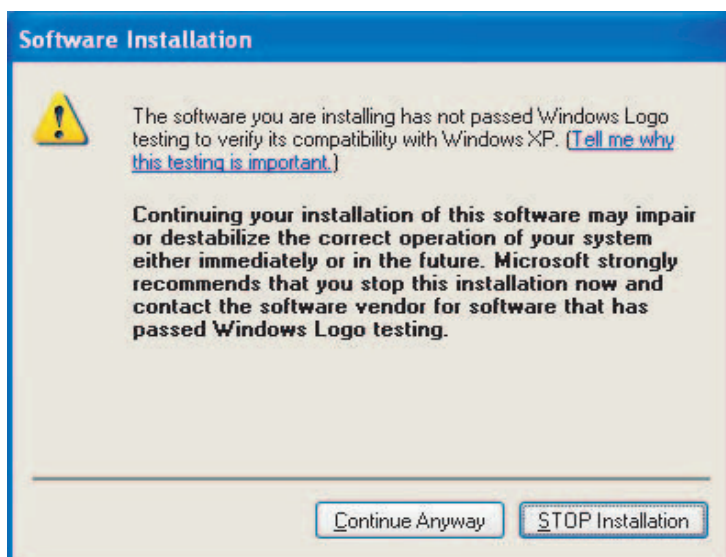 Software Installation
The software you are installing has not passed Windows Logo
testing to verify its compatibility with Windows XP. (Tell me why
this testing is important.)
Continuing your installation of this software may impair
or destabilize the correct operation of your system
either immediately or in the future. Microsoft strongly
recommends that you stop this installation now and
contact the software vendor for software that has
passed Windows Logo testing.
Continue Anyway
STOP Installation